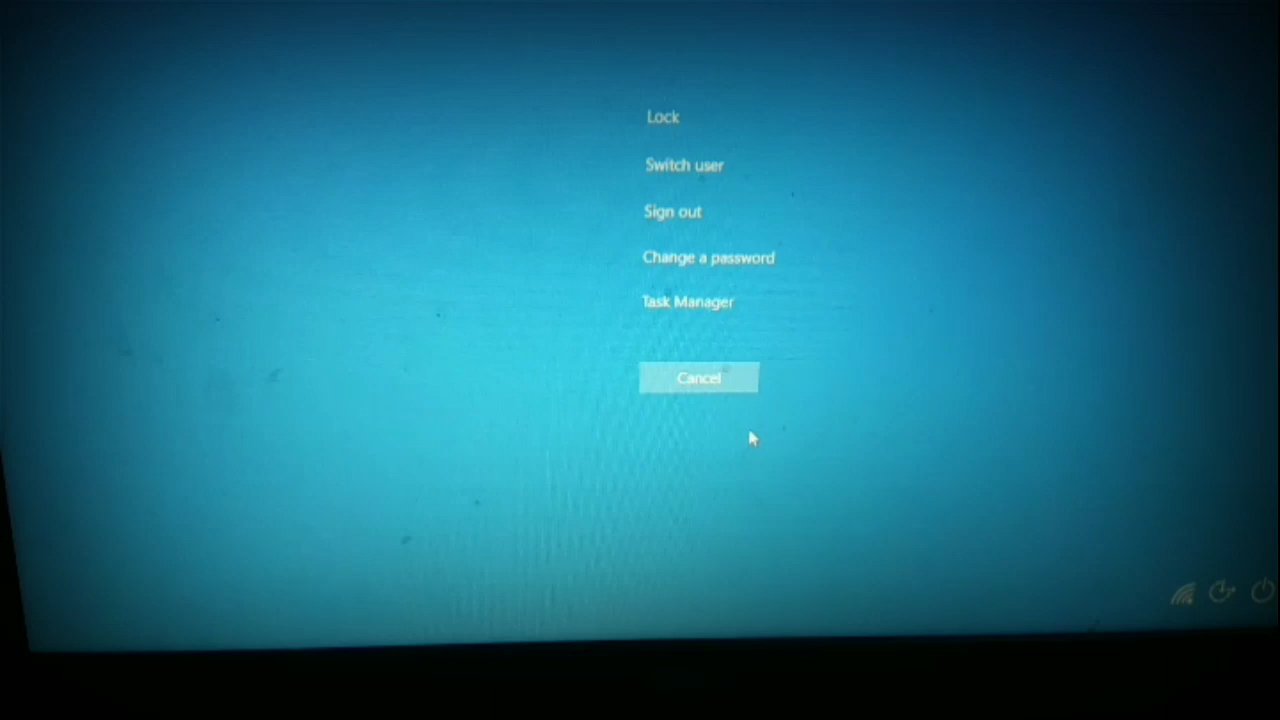 Lock
Switch user
Sign out
Change a password
Task Manager
Cancel